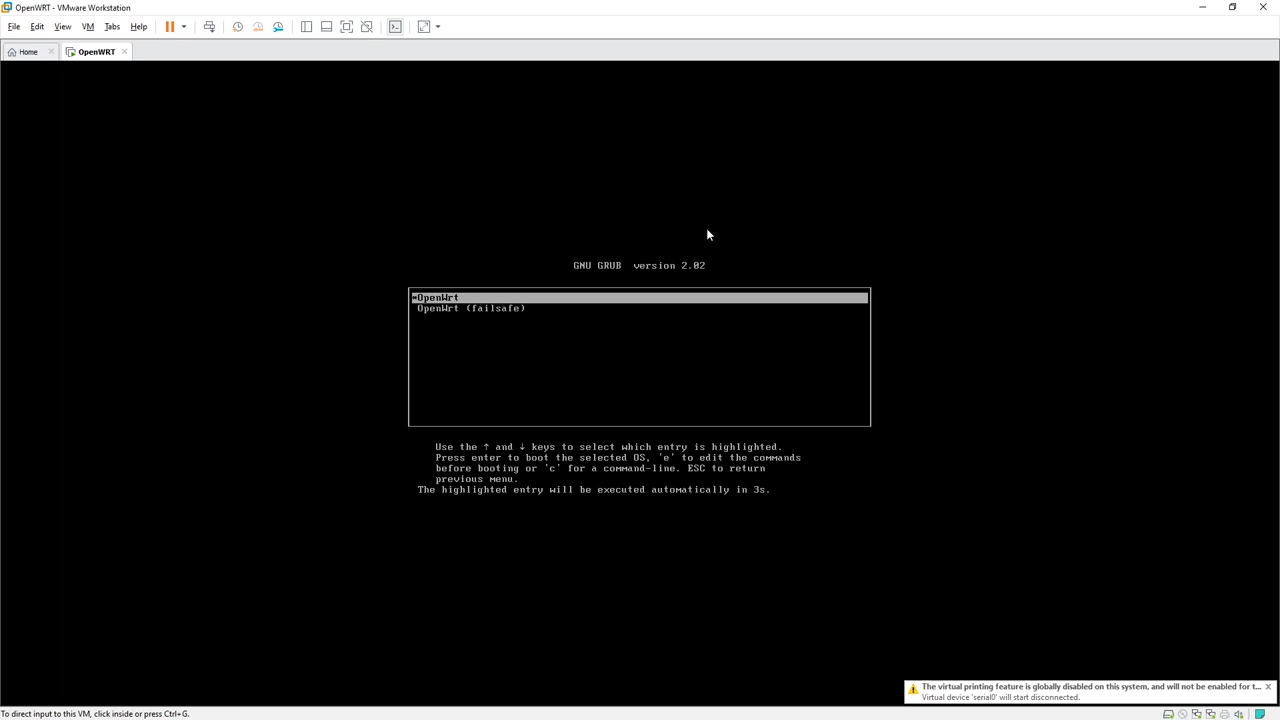 OpenWRT - VMware Workstation
File Edit View VM Tabs Help
Home OpenWRT
GNU GRUB version 2.02
*OpenWrt
OpenWrt (failsafe)
Use the ↑ and ↓ keys to select which entry is highlighted.
Press enter to boot the selected OS, 'e' to edit the commands
before booting or 'c' for a command-line. ESC to return
previous menu.
The highlighted entry will be executed automatically in 3s.
The virtual printing feature is globally disabled on this system, and will not be enabled for t...
Virtual device 'serial0' will start disconnected.
To direct input to this VM, click inside or press Ctrl+G.